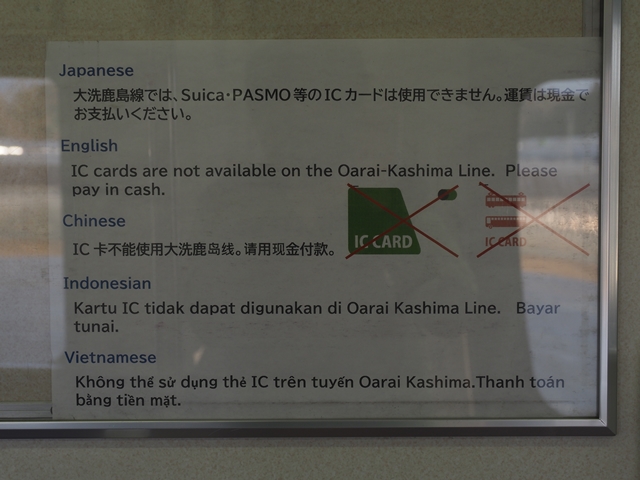 Japanese
大洗鹿島線では、Suica・PASMO等のICカードは使用できません。運賃は現金で
お支払いください。
English
IC cards are not available on the Oarai-Kashima Line. Please
pay in cash.
Chinese
IC 卡不能使用大洗鹿岛线。请用现金付款。
IC CARD
IC CARD
Indonesian
Kartu IC tidak dapat digunakan di Oarai Kashima Line. Bayar
tunai.
Vietnamese
Không thể sử dụng thẻ IC trên tuyến Oarai Kashima.Thanh toán
bằng tiền mặt.